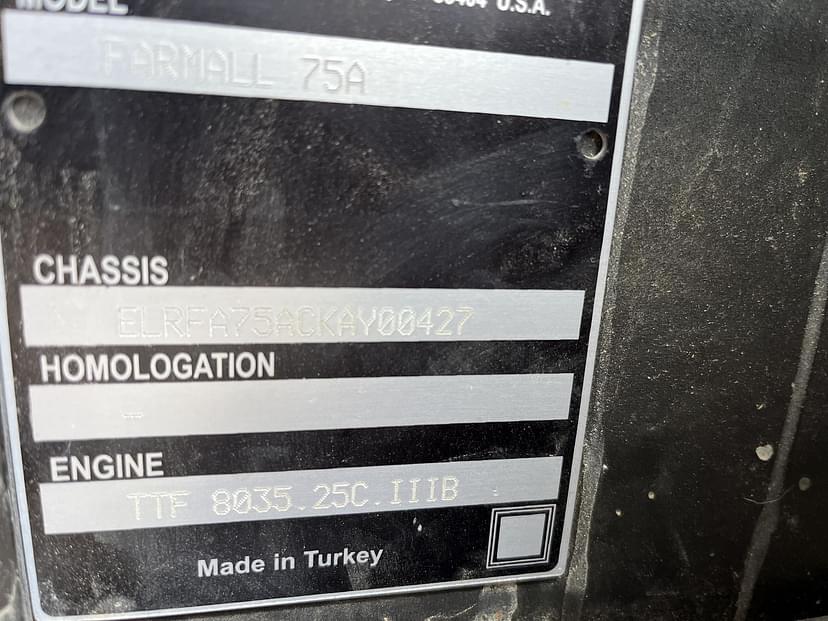 MODEL
U.S.A.
FARMALL 75A
CHASSIS
ELRFA75ACKAY00427
HOMOLOGATION
--
ENGINE
TTF 8035.25C.IIIB
Made in Turkey